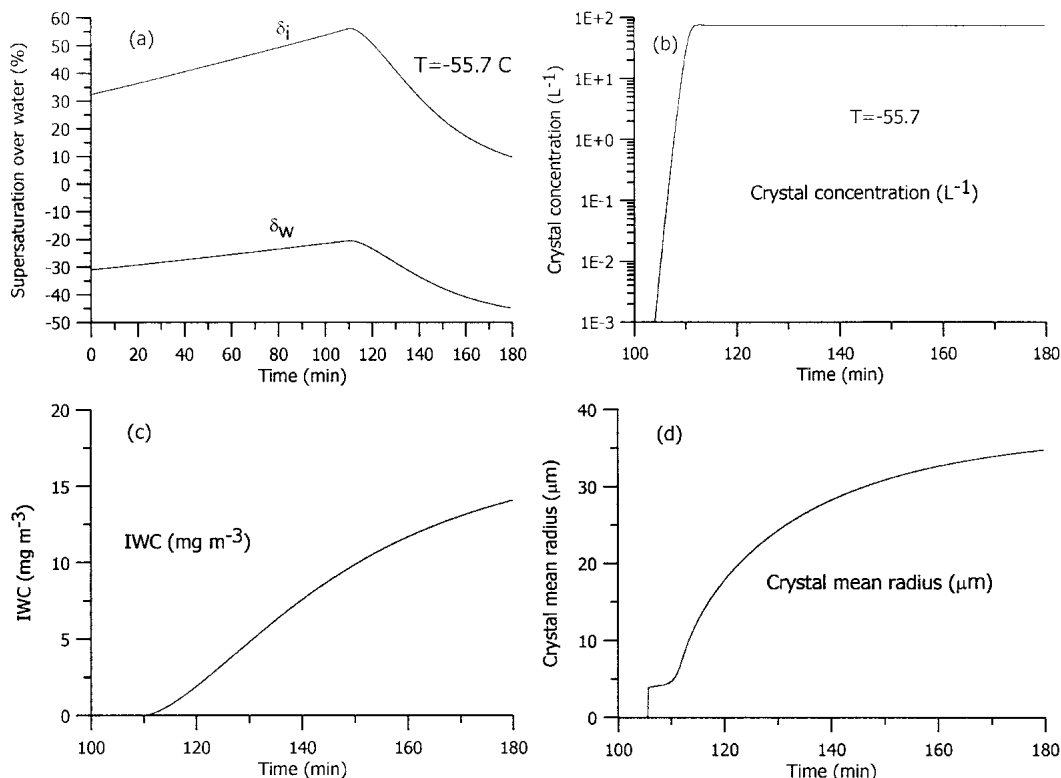 (a)
δi
T=-55.7 C
δw
Supersaturation over water (%)
60
50
40
30
20
10
0
-10
-20
-30
-40
-50
0 20 40 60 80 100 120 140 160 180
Time (min)
(b)
T=-55.7
Crystal concentration (L-1)
Crystal concentration (L-1)
1E+2
1E+1
1E+0
1E-1
1E-2
1E-3
100 120 140 160 180
Time (min)
(c)
IWC (mg m-3)
IWC (mg m-3)
20
15
10
5
0
100 120 140 160 180
Time (min)
(d)
Crystal mean radius (μm)
Crystal mean radius (μm)
40
30
20
10
0
100 120 140 160 180
Time (min)